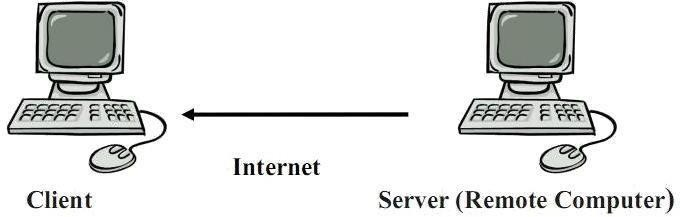 Internet
Client
Server (Remote Computer)